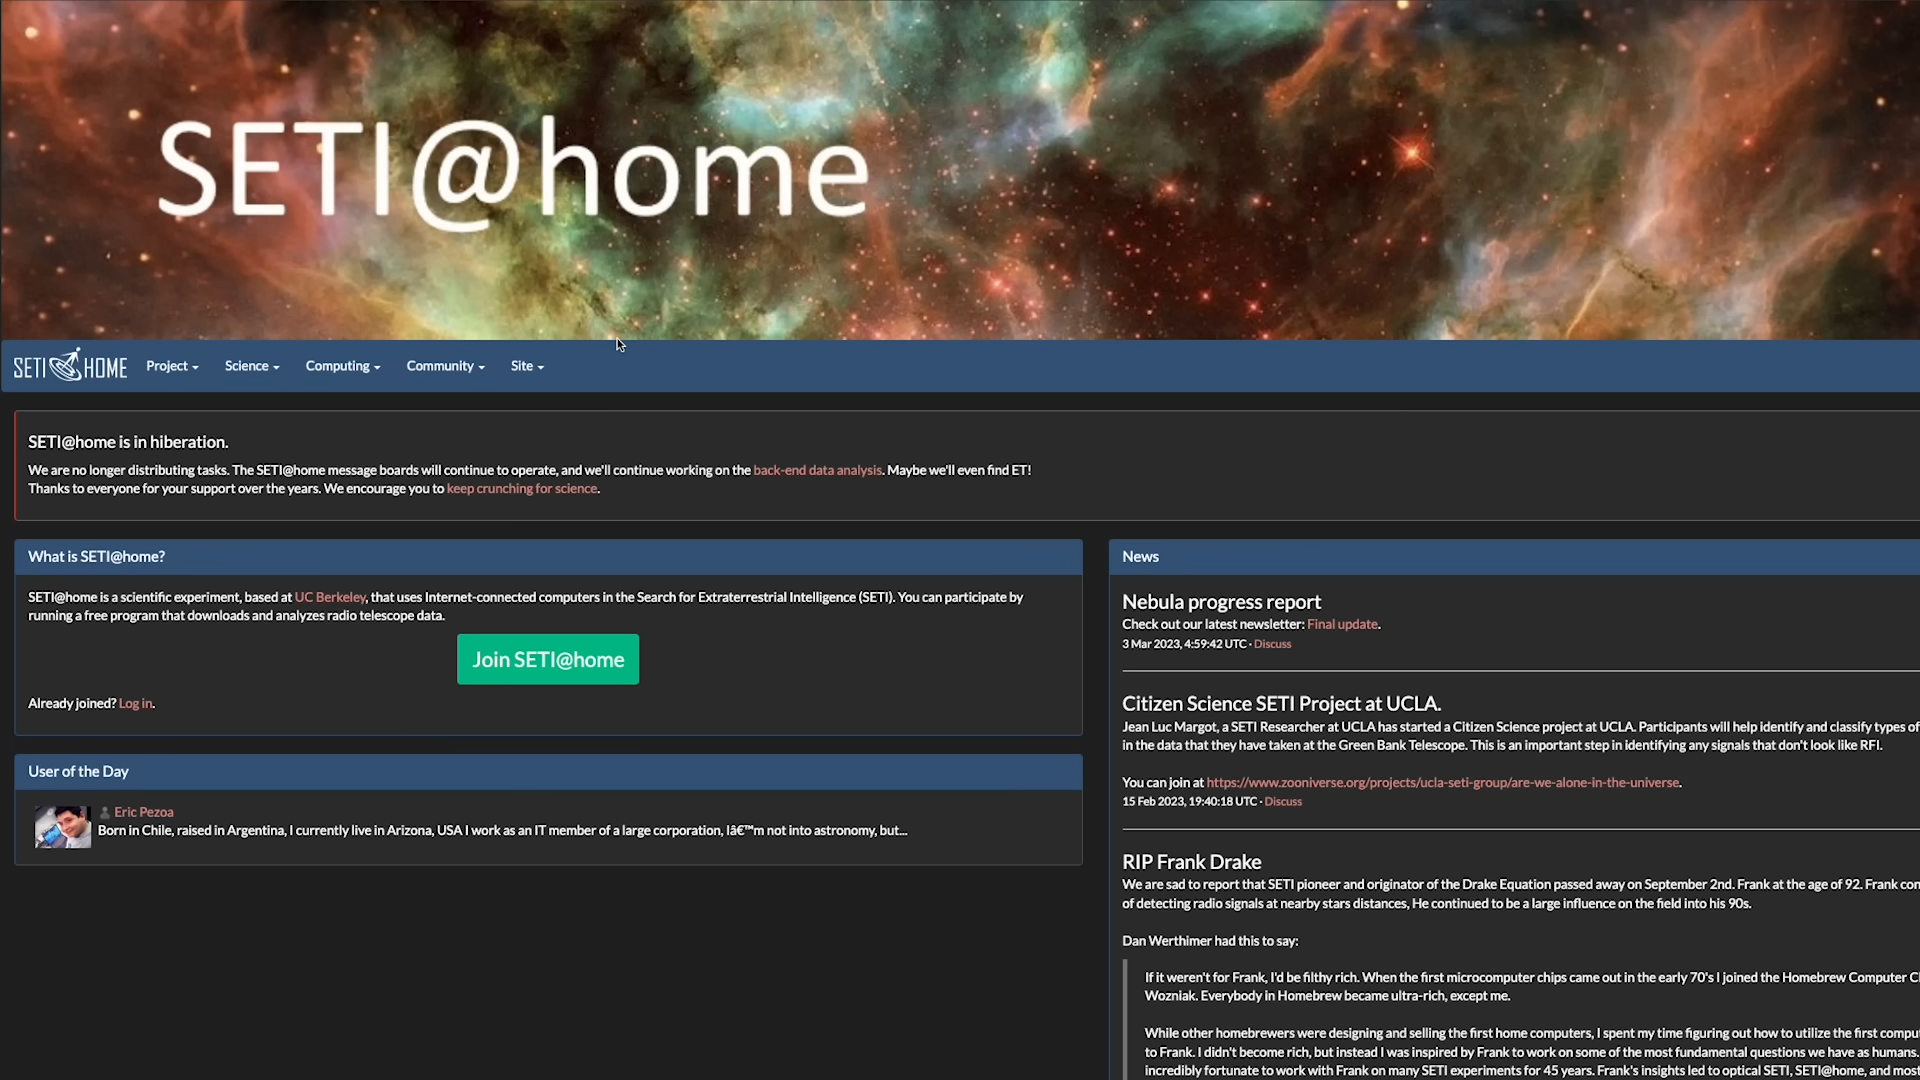 SETI@home
SETI HOME Project Science Computing Community Site
SETI@home is in hiberation.
We are no longer distributing tasks. The SETI@home message boards will continue to operate, and we'll continue working on the back-end data analysis. Maybe we'll even find ET!
Thanks to everyone for your support over the years. We encourage you to keep crunching for science.
What is SETI@home?
SETI@home is a scientific experiment, based at UC Berkeley, that uses Internet-connected computers in the Search for Extraterrestrial Intelligence (SETI). You can participate by
running a free program that downloads and analyzes radio telescope data.
Join SETI@home
Already joined? Log in.
User of the Day
Eric Pezoa
Born in Chile, raised in Argentina, I currently live in Arizona, USA I work as an IT member of a large corporation, Iâ€™m not into astronomy, but...
News
Nebula progress report
Check out our latest newsletter: Final update.
3 Mar 2023, 4:59:42 UTC · Discuss
Citizen Science SETI Project at UCLA.
Jean Luc Margot, a SETI Researcher at UCLA has started a Citizen Science project at UCLA. Participants will help identify and classify types of
in the data that they have taken at the Green Bank Telescope. This is an important step in identifying any signals that don't look like RFI.
You can join at https://www.zooniverse.org/projects/ucla-seti-group/are-we-alone-in-the-universe.
15 Feb 2023, 19:40:18 UTC · Discuss
RIP Frank Drake
We are sad to report that SETI pioneer and originator of the Drake Equation passed away on September 2nd. Frank at the age of 92. Frank
of detecting radio signals at nearby stars distances, He continued to be a large influence on the field into his 90s.
Dan Werthimer had this to say:
If it weren't for Frank, I'd be filthy rich. When the first microcomputer chips came out in the early 70's I joined the Homebrew Computer
Wozniak. Everybody in Homebrew became ultra-rich, except me.
While other homebrewers were designing and selling the first home computers, I spent my time figuring out how to utilize the first
to Frank. I didn't become rich, but instead I was inspired by Frank to work on some of the most fundamental questions we have as humans.
incredibly fortunate to work with Frank on many SETI experiments for 45 years. Frank's insights led to optical SETI, SETI@home, and most